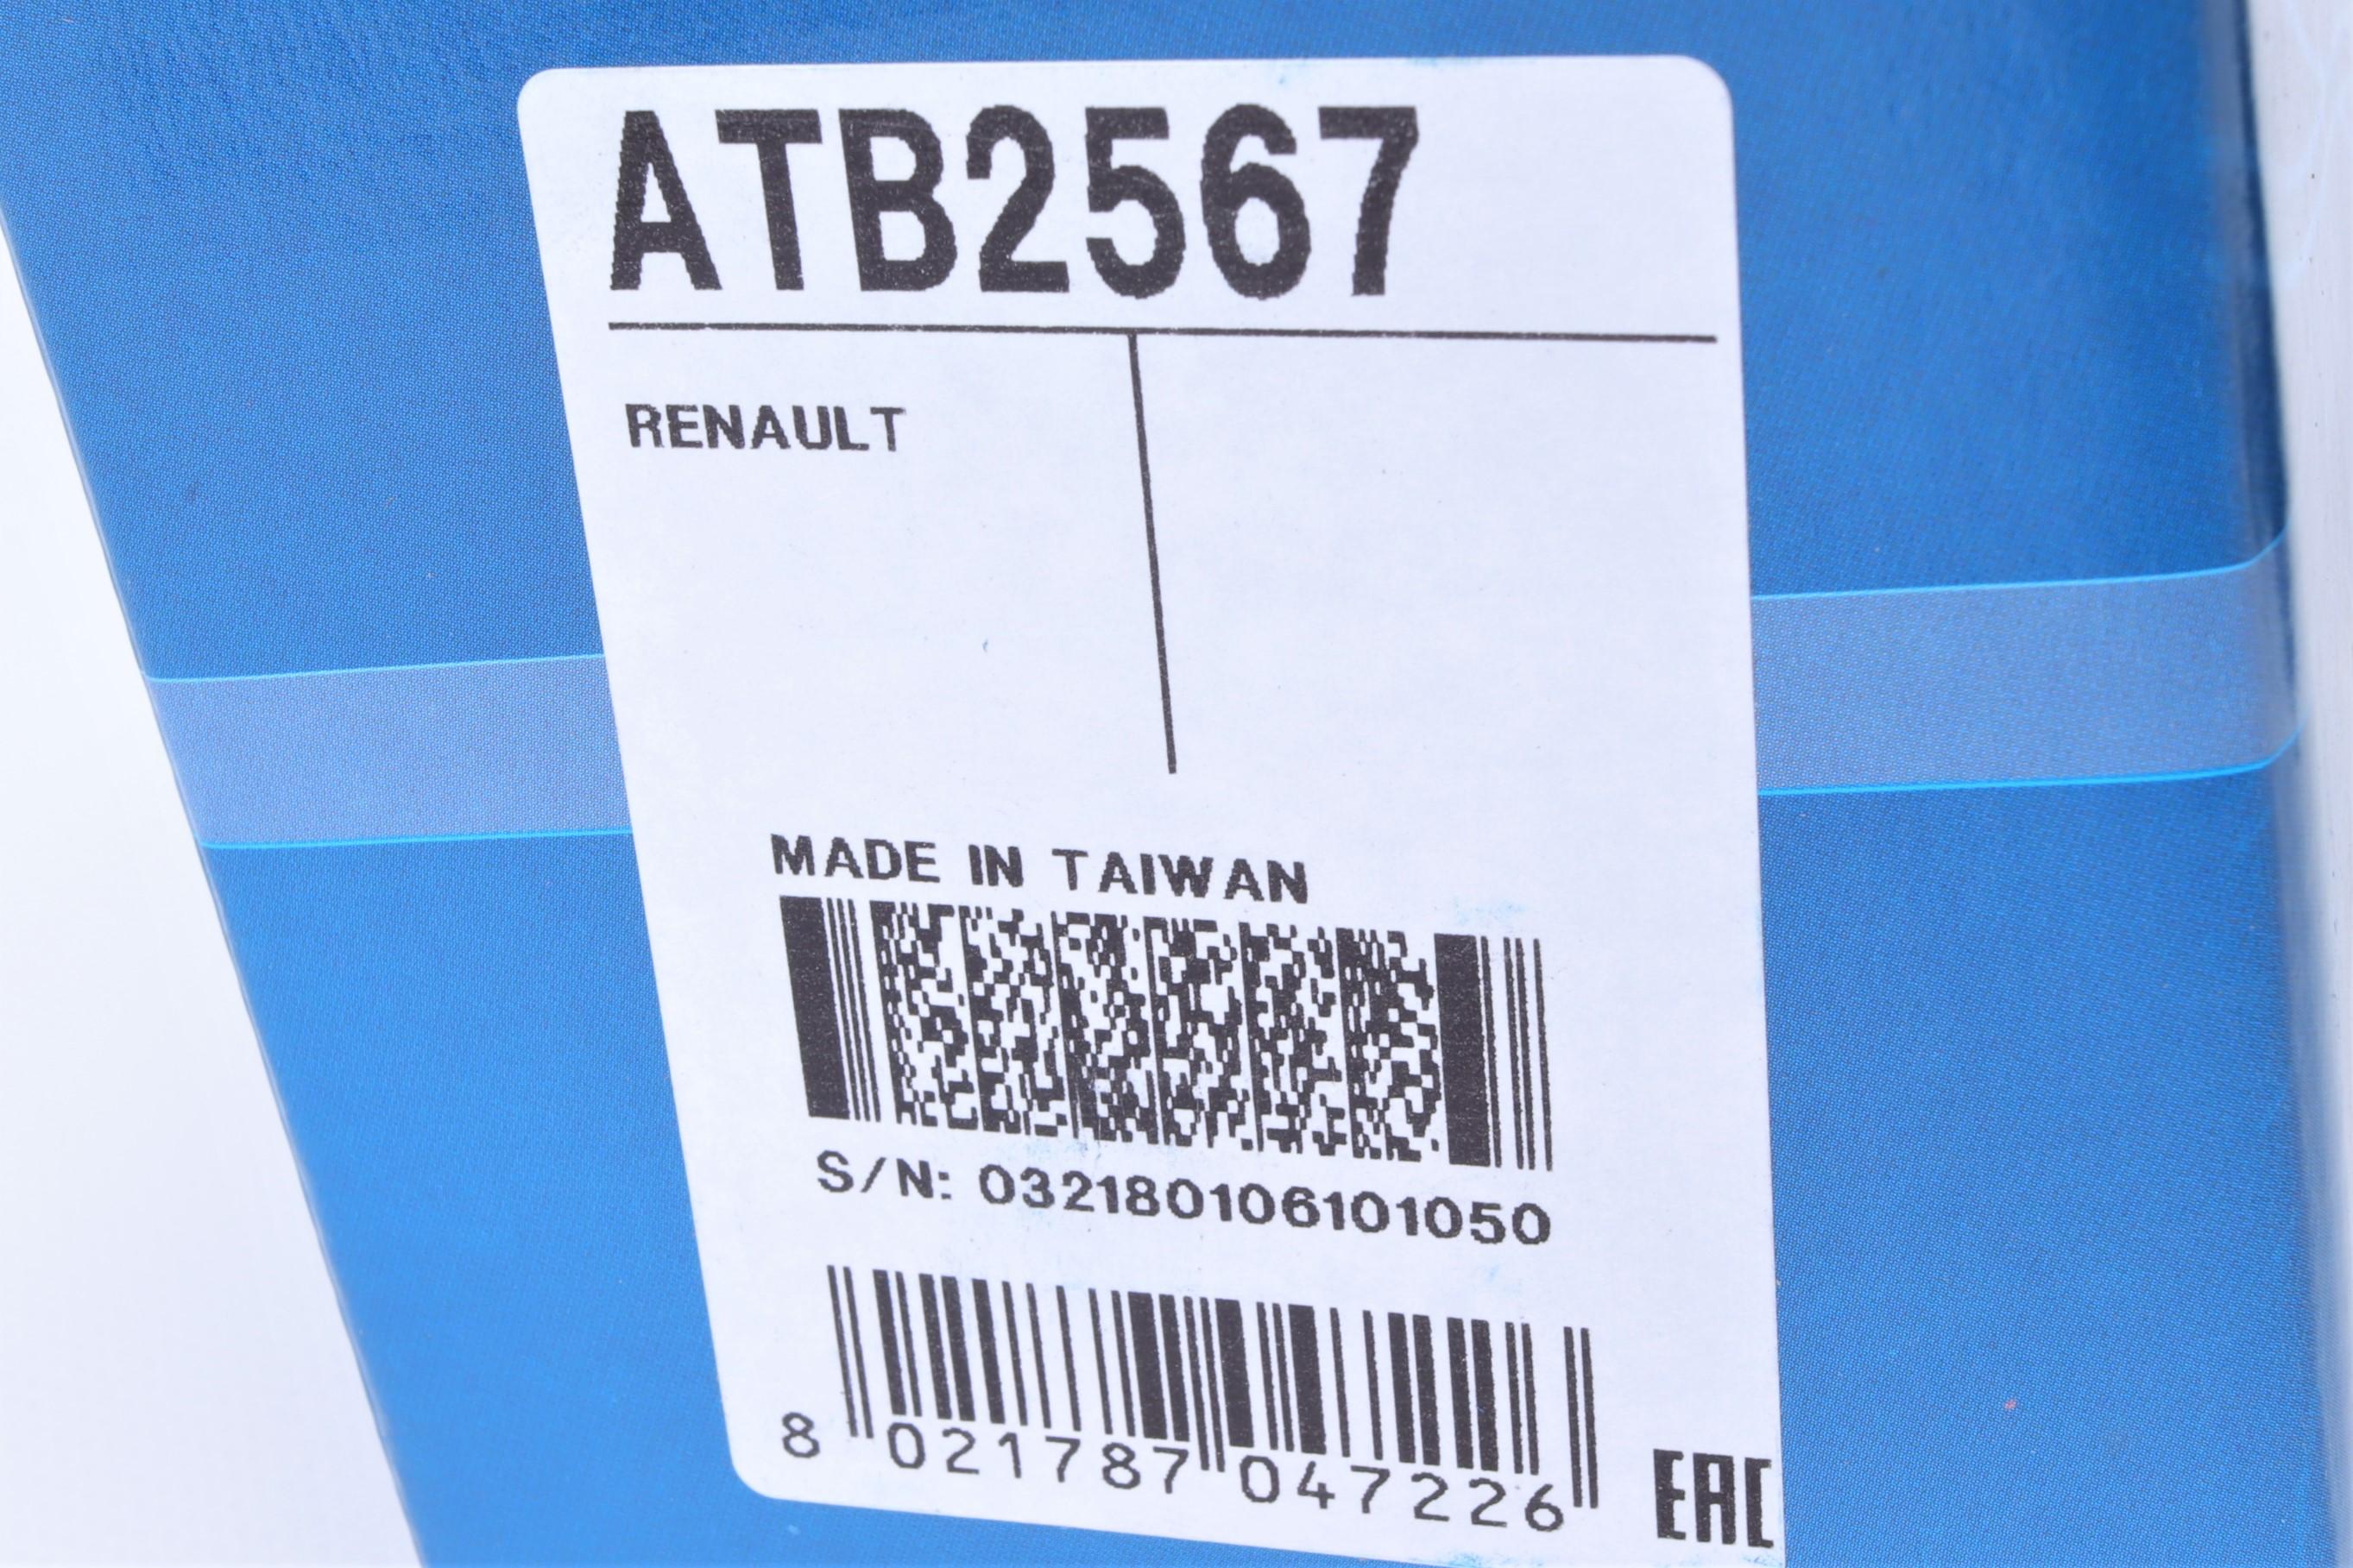 ATB2567
RENAULT
MADE IN TAIWAN
S/N: 032180106101050
8 021787 047226
EAC